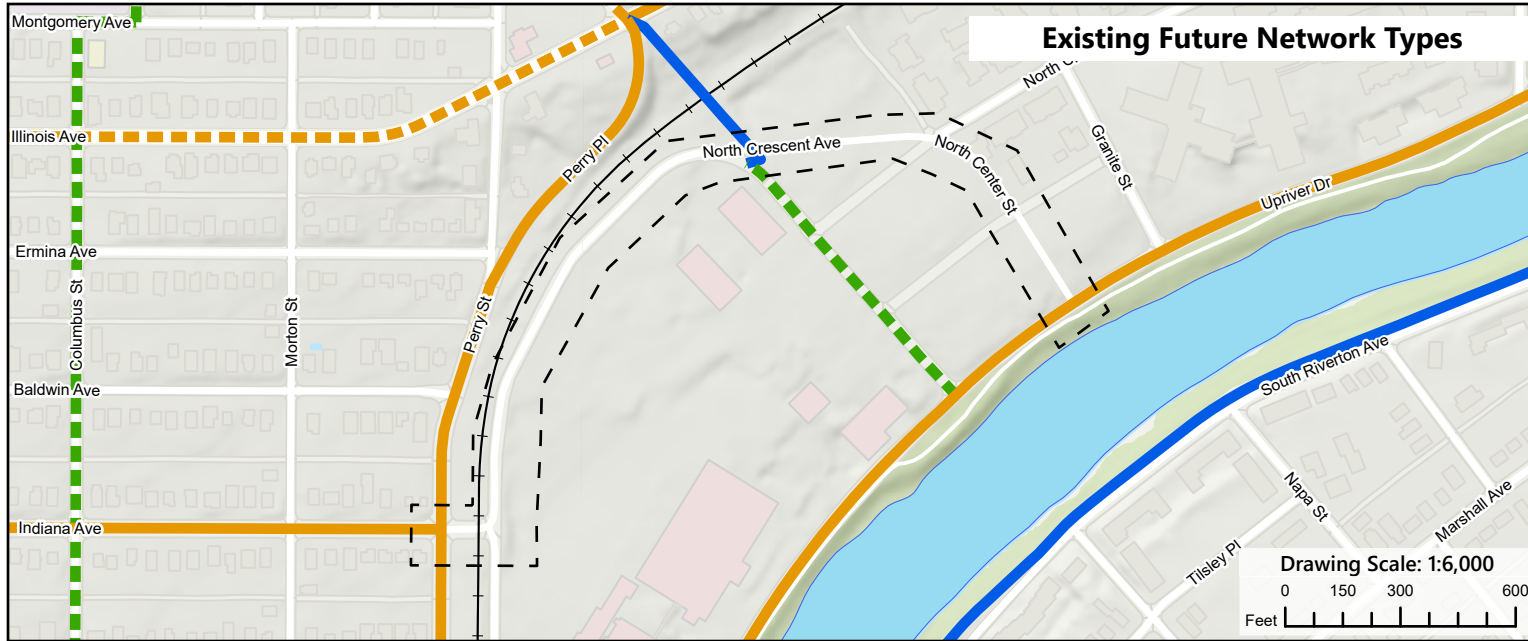 Montgomery Ave
Existing Future Network Types
North C
Illinois Ave
Perry Pl
North Crescent Ave
North Center St
Granite St
Upriver Dr
Ermina Ave
Columbus St
Morton St
Perry St
Baldwin Ave
South Riverton Ave
Napa St
Marshall Ave
Tilsley Pl
Indiana Ave
Drawing Scale: 1:6,000
0 150 300 600
Feet